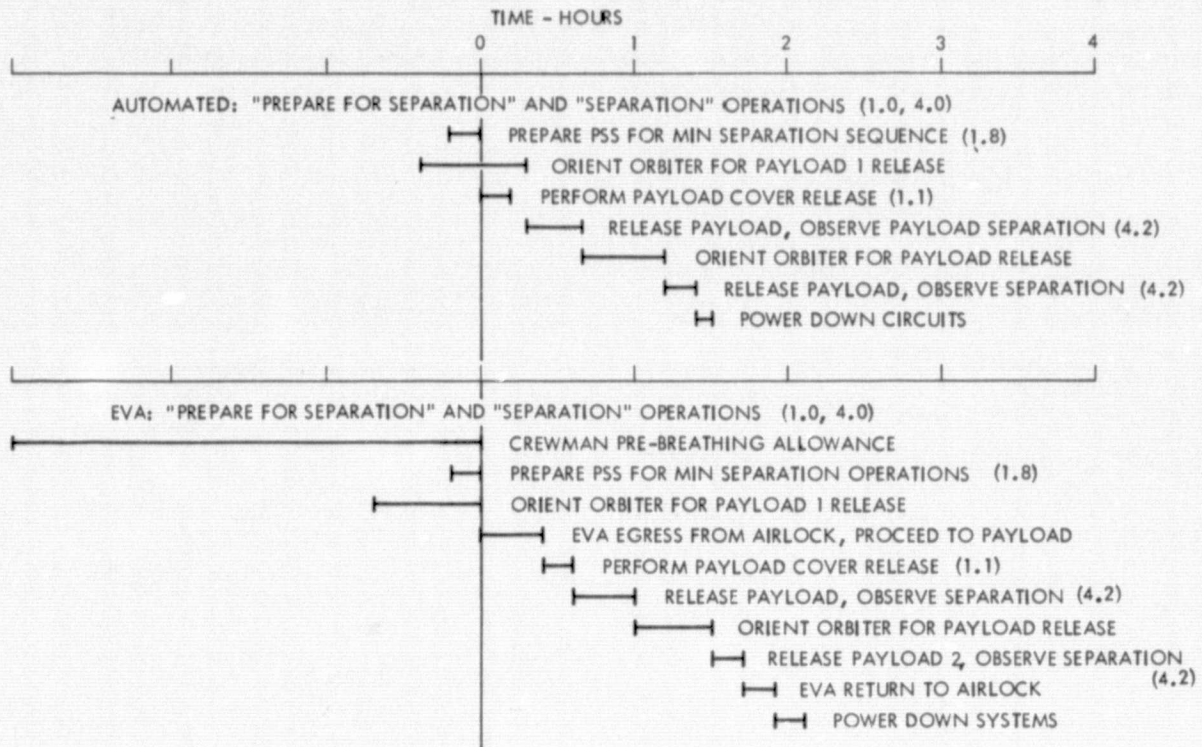 TIME - HOURS
0 1 2 3 4
AUTOMATED: "PREPARE FOR SEPARATION" AND "SEPARATION" OPERATIONS (1.0, 4.0)
PREPARE PSS FOR MIN SEPARATION SEQUENCE (1.8)
ORIENT ORBITER FOR PAYLOAD 1 RELEASE
PERFORM PAYLOAD COVER RELEASE (1.1)
RELEASE PAYLOAD, OBSERVE PAYLOAD SEPARATION (4.2)
ORIENT ORBITER FOR PAYLOAD RELEASE
RELEASE PAYLOAD, OBSERVE SEPARATION (4.2)
POWER DOWN CIRCUITS
EVA: "PREPARE FOR SEPARATION" AND "SEPARATION" OPERATIONS (1.0, 4.0)
CREWMAN PRE-BREATHING ALLOWANCE
PREPARE PSS FOR MIN SEPARATION OPERATIONS (1.8)
ORIENT ORBITER FOR PAYLOAD 1 RELEASE
EVA EGRESS FROM AIRLOCK, PROCEED TO PAYLOAD
PERFORM PAYLOAD COVER RELEASE (1.1)
RELEASE PAYLOAD, OBSERVE SEPARATION (4.2)
ORIENT ORBITER FOR PAYLOAD RELEASE
RELEASE PAYLOAD 2, OBSERVE SEPARATION
(4.2)
EVA RETURN TO AIRLOCK
POWER DOWN SYSTEMS